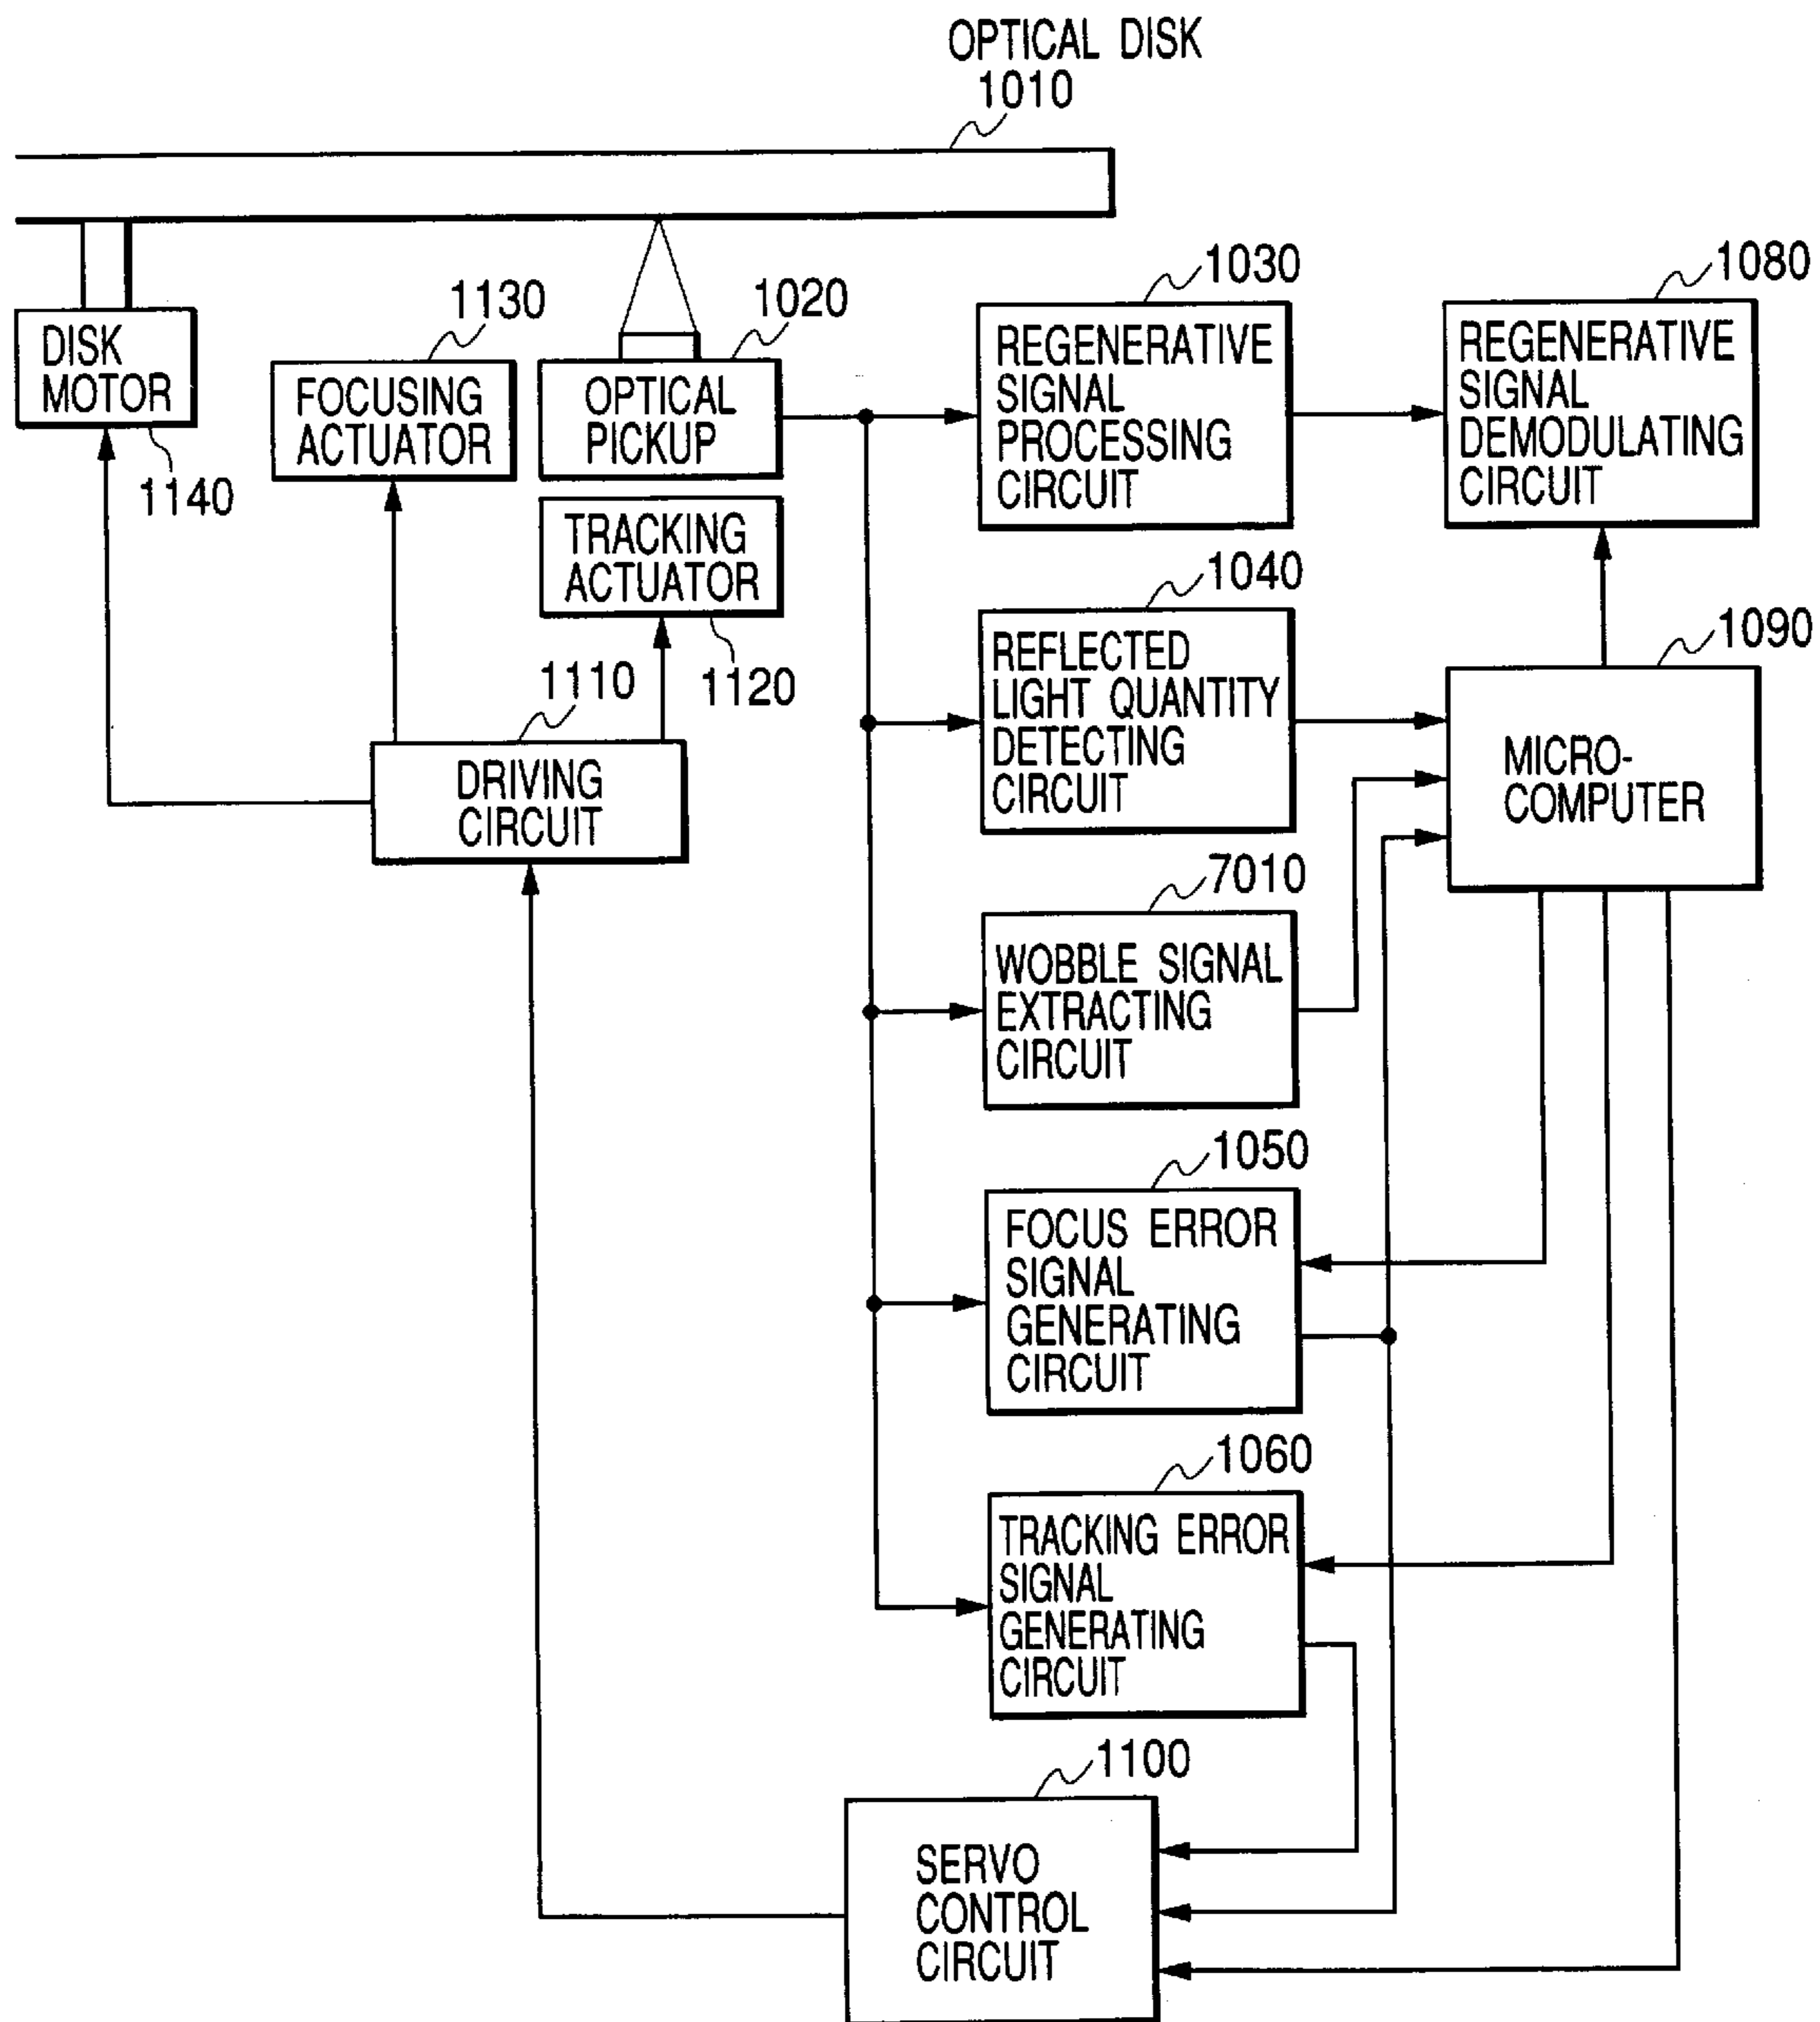 OPTICAL DISK
1010
1130
1020
1030
1080
DISK
MOTOR
1140
FOCUSING
ACTUATOR
OPTICAL
PICKUP
REGENERATIVE
SIGNAL
PROCESSING
CIRCUIT
REGENERATIVE
SIGNAL
DEMODULATING
CIRCUIT
TRACKING
ACTUATOR
1120
1040
1090
1110
REFLECTED
LIGHT QUANTITY
DETECTING
CIRCUIT
MICRO-
COMPUTER
DRIVING
CIRCUIT
7010
WOBBLE SIGNAL
EXTRACTING
CIRCUIT
1050
FOCUS ERROR
SIGNAL
GENERATING
CIRCUIT
1060
TRACKING ERROR
SIGNAL
GENERATING
CIRCUIT
1100
SERVO
CONTROL
CIRCUIT